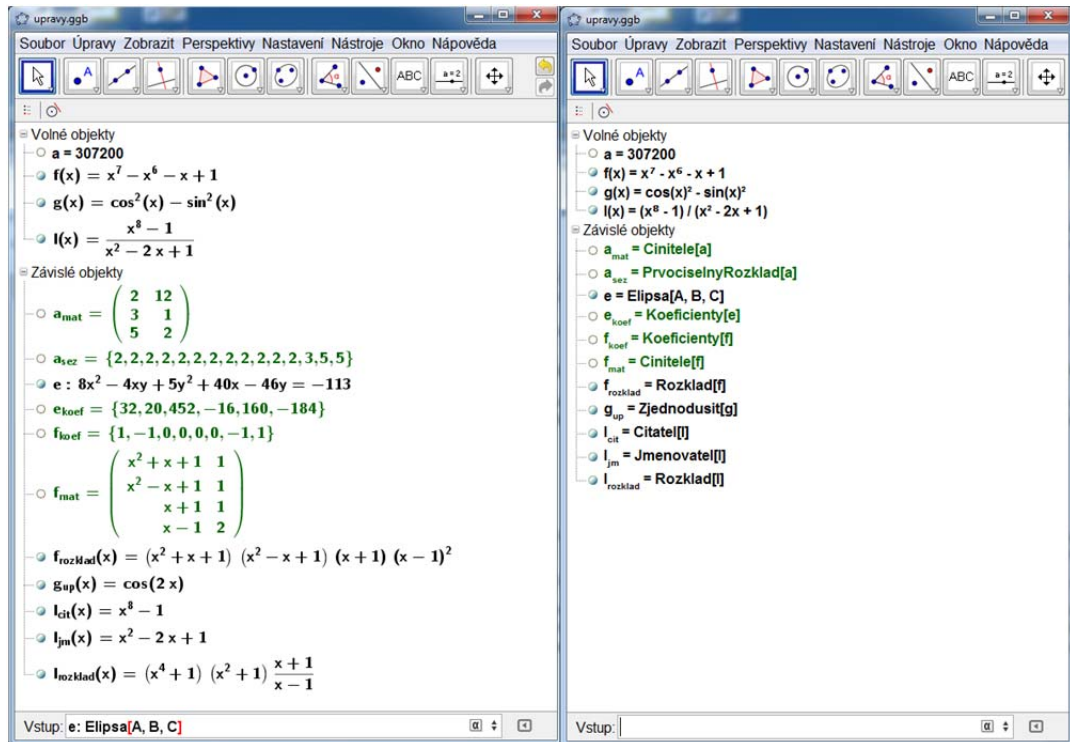 upravy.ggb
Soubor Úpravy Zobrazit Perspektivy Nastavení Nástroje Okno Nápověda
A α ABC a=2
Volné objekty
a = 307200
f(x) = x⁷ − x⁶ − x + 1
g(x) = cos²(x) − sin²(x)
l(x) = (x⁸ − 1) / (x² − 2 x + 1)
Závislé objekty
a_mat = ( 2 12
3 1
5 2 )
a_sez = {2,2,2,2,2,2,2,2,2,2,2,2,3,5,5}
e : 8x² − 4xy + 5y² + 40x − 46y = −113
e_koef = {32,20,452,−16,160,−184}
f_koef = {1,−1,0,0,0,0,−1,1}
f_mat = ( x² + x + 1 1
x² − x + 1 1
x + 1 1
x − 1 2 )
f_rozklad(x) = (x² + x + 1) (x² − x + 1) (x + 1) (x − 1)²
g_up(x) = cos(2 x)
l_cit(x) = x⁸ − 1
l_jm(x) = x² − 2 x + 1
l_rozklad(x) = (x⁴ + 1) (x² + 1) (x + 1) / (x − 1)
Vstup: e: Elipsa[A, B, C] α
upravy.ggb
Soubor Úpravy Zobrazit Perspektivy Nastavení Nástroje Okno Nápověda
A α ABC a=2
Volné objekty
a = 307200
f(x) = x⁷ - x⁶ - x + 1
g(x) = cos(x)² - sin(x)²
l(x) = (x⁸ - 1) / (x² - 2x + 1)
Závislé objekty
a_mat = Cinitele[a]
a_sez = PrvociselnyRozklad[a]
e = Elipsa[A, B, C]
e_koef = Koeficienty[e]
f_koef = Koeficienty[f]
f_mat = Cinitele[f]
f_rozklad = Rozklad[f]
g_up = Zjednodusit[g]
l_cit = Citatel[l]
l_jm = Jmenovatel[l]
l_rozklad = Rozklad[l]
Vstup: α